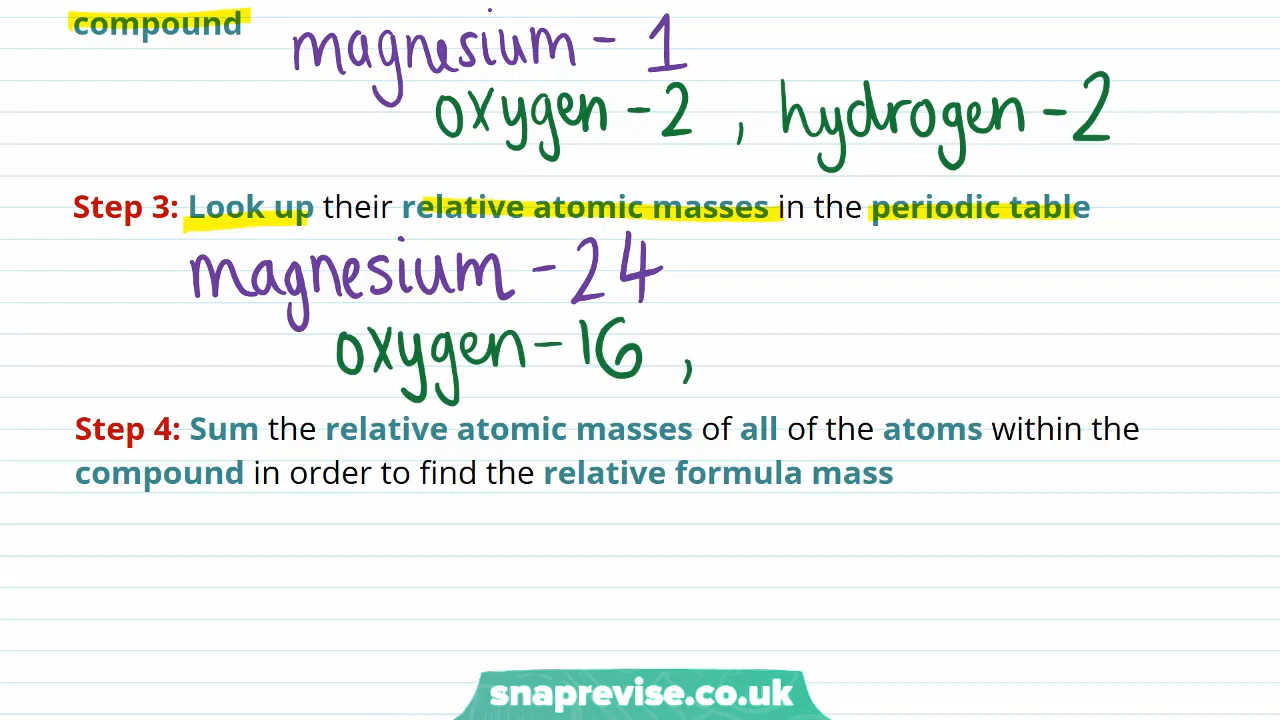 compound
magnesium - 1
oxygen - 2 , hydrogen - 2
Step 3: Look up their relative atomic masses in the periodic table
magnesium - 24
oxygen - 16 ,
Step 4: Sum the relative atomic masses of all of the atoms within the
compound in order to find the relative formula mass
snaprevise.co.uk